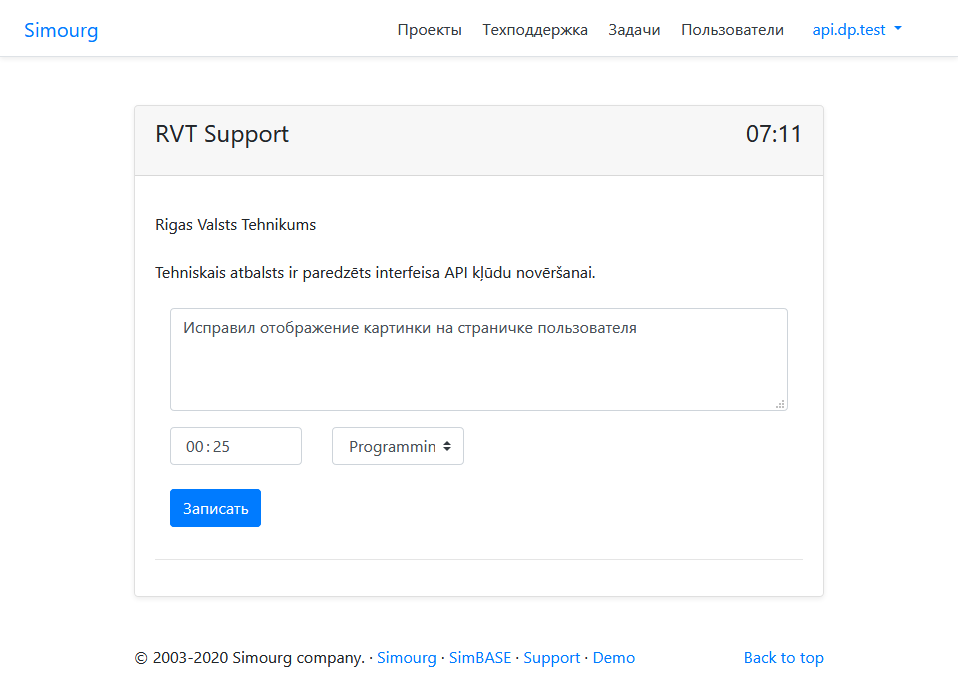 Simourg Проекты Техподдержка Задачи Пользователи api.dp.test
RVT Support 07:11
Rigas Valsts Tehnikums
Tehniskais atbalsts ir paredzēts interfeisa API kļūdu novēršanai.
Исправил отображение картинки на страничке пользователя
00:25 Programmin
Записать
© 2003-2020 Simourg company. · Simourg · SimBASE · Support · Demo Back to top